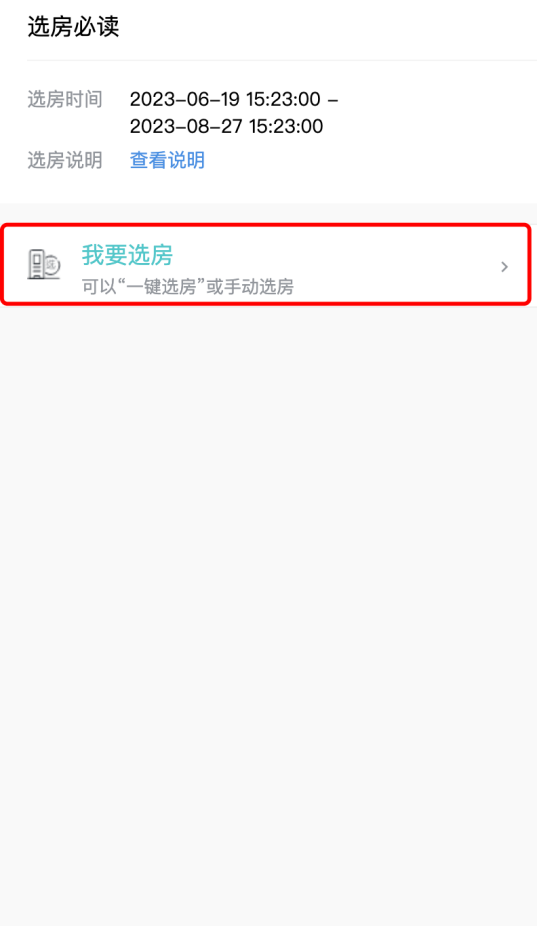 选房必读
选房时间 2023-06-19 15:23:00 -
2023-08-27 15:23:00
选房说明 查看说明
我要选房
可以“一键选房”或手动选房